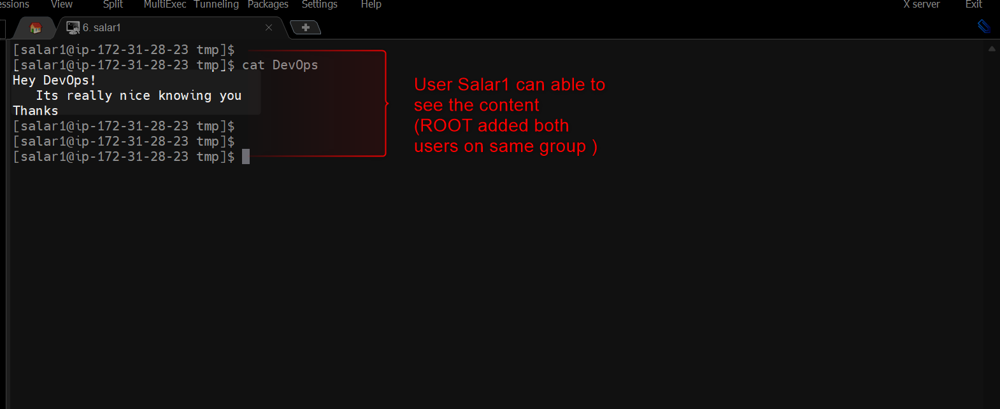 essions View Split MultiExec Tunneling Packages Settings Help X server Exit
6. salar1
[salar1@ip-172-31-28-23 tmp]$
[salar1@ip-172-31-28-23 tmp]$ cat DevOps
Hey DevOps!
   Its really nice knowing you
Thanks
[salar1@ip-172-31-28-23 tmp]$
[salar1@ip-172-31-28-23 tmp]$
[salar1@ip-172-31-28-23 tmp]$
User Salar1 can able to
see the content
(ROOT added both
users on same group )